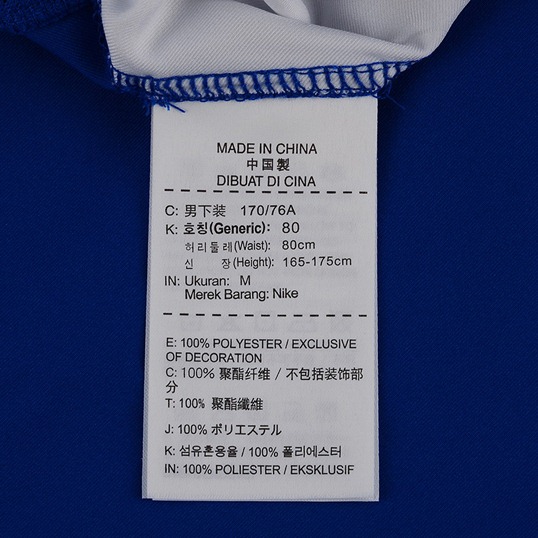 MADE IN CHINA
中国製
DIBUAT DI CINA
C: 男下装 170/76A
K: 호칭(Generic): 80
허리둘레(Waist): 80cm
신 장(Height): 165-175cm
IN: Ukuran: M
Merek Barang: Nike
E: 100% POLYESTER / EXCLUSIVE
OF DECORATION
C: 100% 聚酯纤维 / 不包括装饰部
分
T: 100% 聚酯纖維
J: 100% ポリエステル
K: 섬유혼용율 / 100% 폴리에스터
IN: 100% POLIESTER / EKSKLUSIF